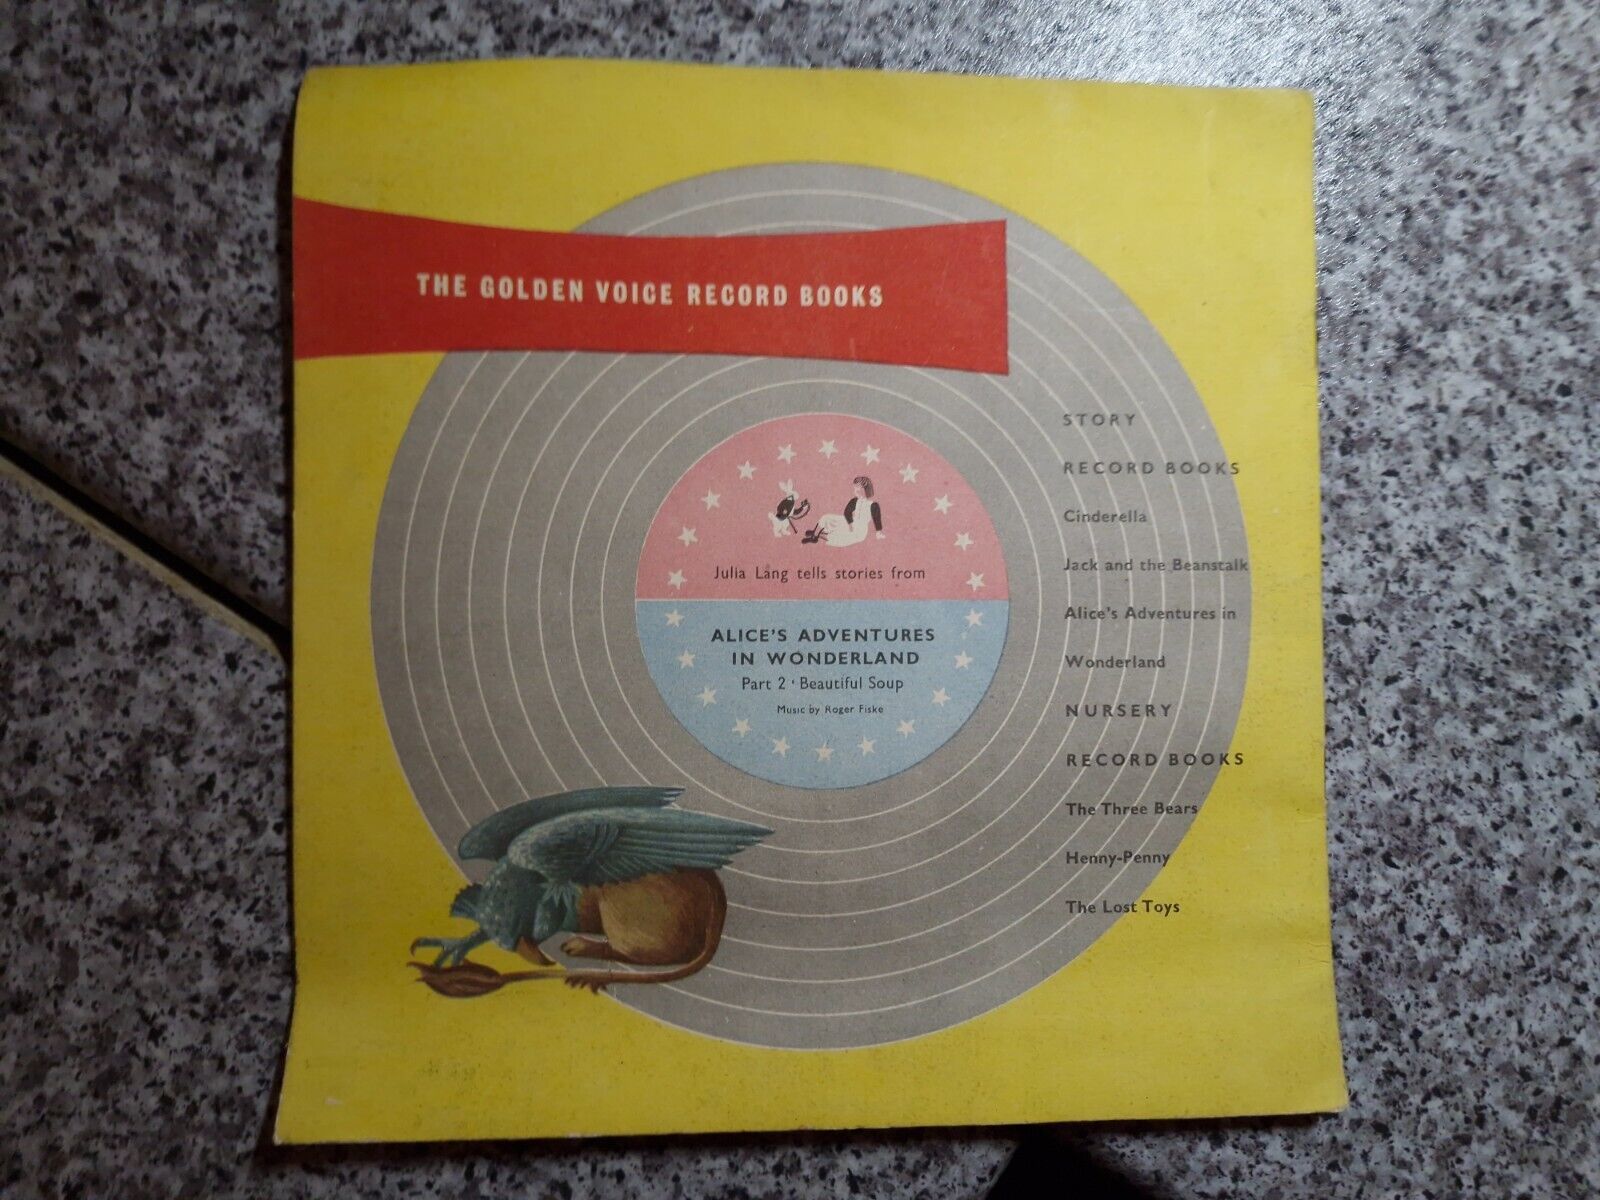 THE GOLDEN VOICE RECORD BOOKS
Julia Lang tells stories from
ALICE'S ADVENTURES
IN WONDERLAND
Part 2 · Beautiful Soup
Music by Roger Fiske
STORY
RECORD BOOKS
Cinderella
Jack and the Beanstalk
Alice's Adventures in
Wonderland
NURSERY
RECORD BOOKS
The Three Bears
Henny-Penny
The Lost Toys